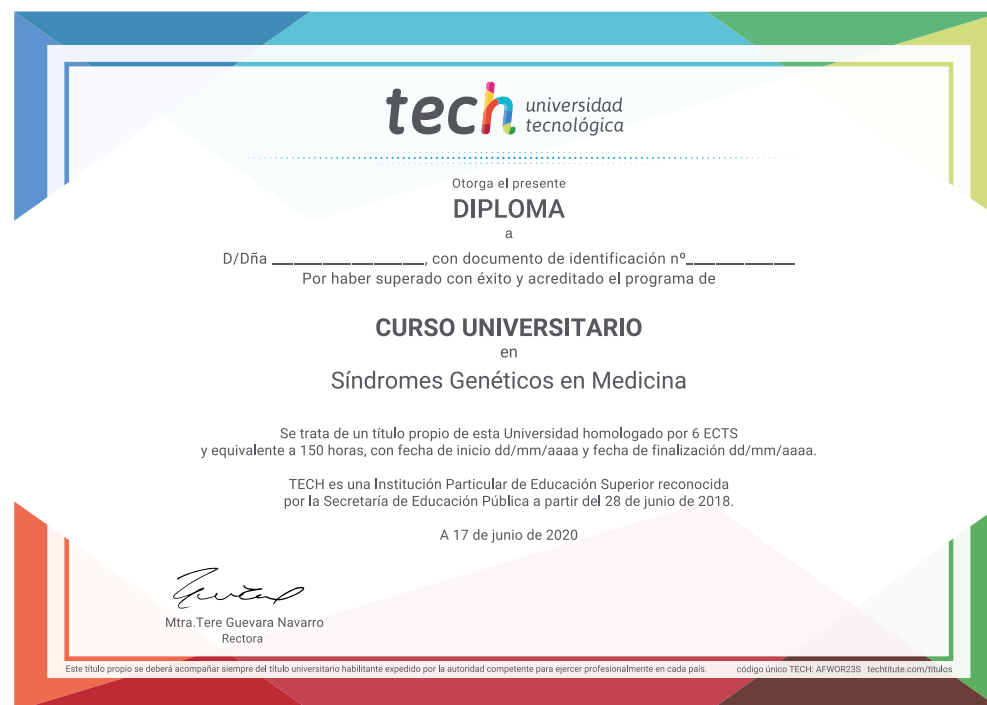 tech universidad
tecnológica
Otorga el presente
DIPLOMA
a
D/Dña ________________, con documento de identificación nº___________
Por haber superado con éxito y acreditado el programa de
CURSO UNIVERSITARIO
en
Síndromes Genéticos en Medicina
Se trata de un título propio de esta Universidad homologado por 6 ECTS
y equivalente a 150 horas, con fecha de inicio dd/mm/aaaa y fecha de finalización dd/mm/aaaa.
TECH es una Institución Particular de Educación Superior reconocida
por la Secretaría de Educación Pública a partir del 28 de junio de 2018.
A 17 de junio de 2020
Mtra.Tere Guevara Navarro
Rectora
Este título propio se deberá acompañar siempre del título universitario habilitante expedido por la autoridad competente para ejercer profesionalmente en cada país. código único TECH: AFWOR23S techtitute.com/titulos